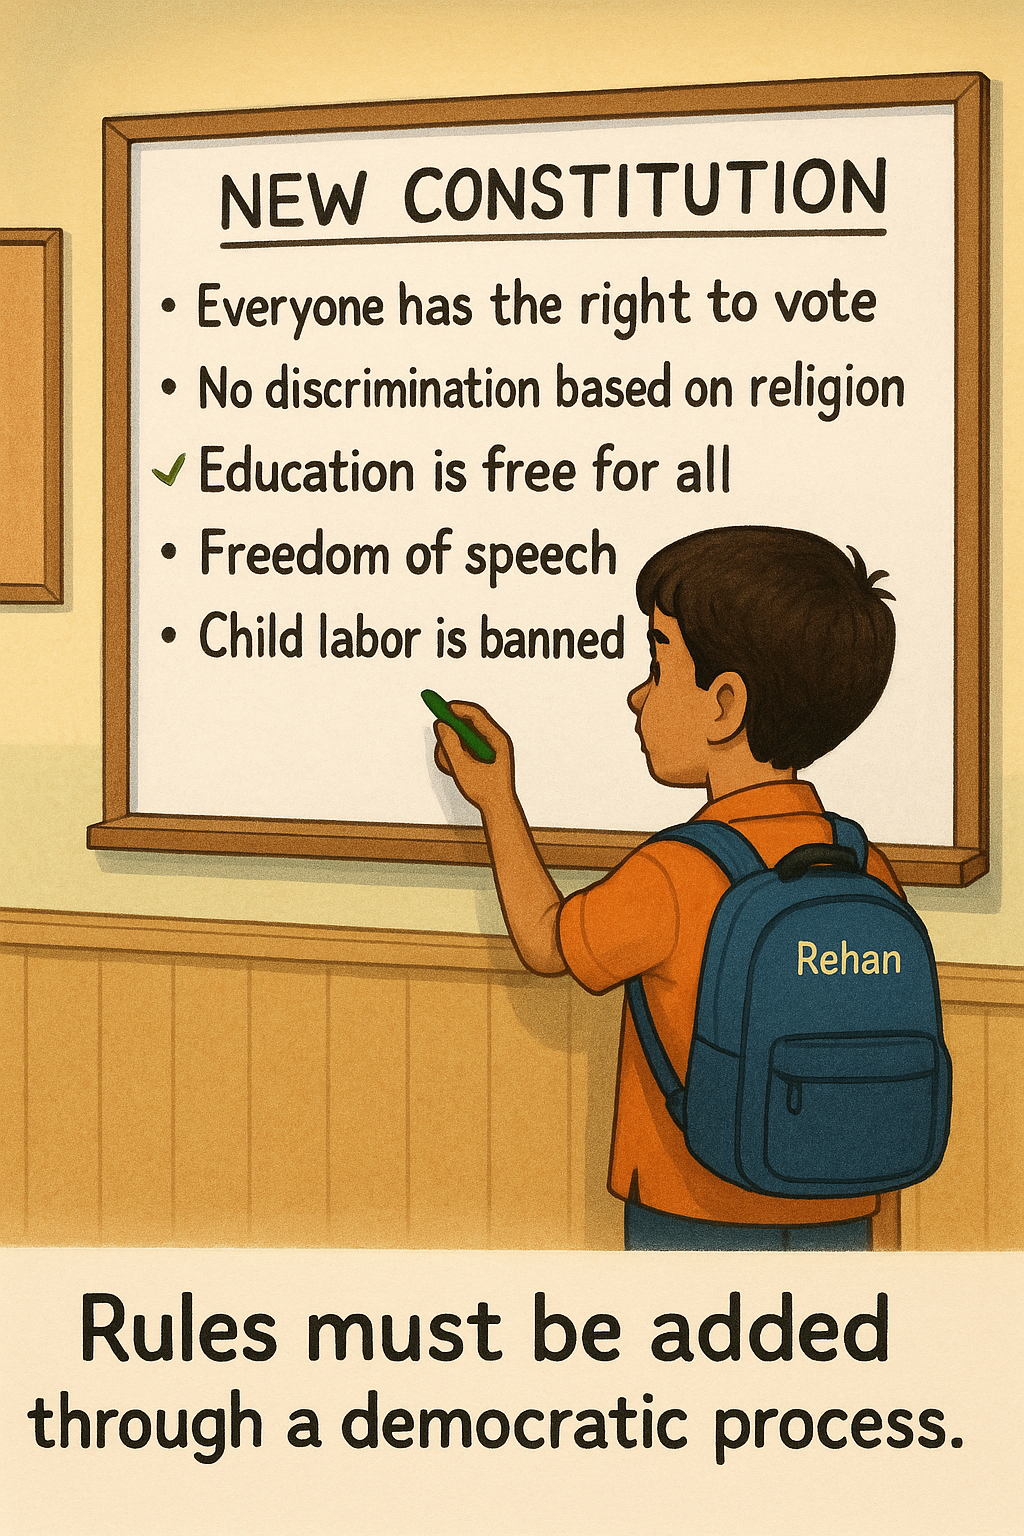 NEW CONSTITUTION
• Everyone has the right to vote
• No discrimination based on religion
✓ Education is free for all
• Freedom of speech
• Child labor is banned
Rehan
Rules must be added
through a democratic process.